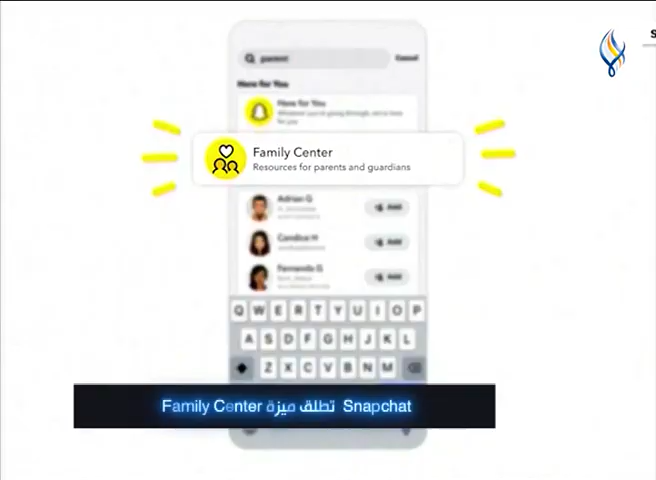 parent
Cancel
Here for You
Here for You
Family Center
Resources for parents and guardians
Adrian G
Add
Candice H
Add
Fernando G
Add
Q W E R T Y U I O P
A S D F G H J K L
Z X C V B N M
Snapchat تطلق ميزة Family Center